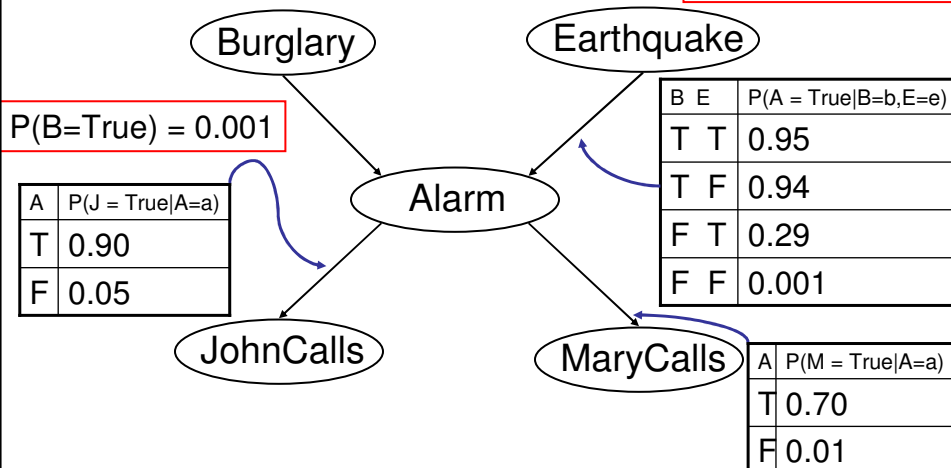 Burglary
Earthquake
P(B=True) = 0.001
B E P(A = True|B=b,E=e)
T T 0.95
T F 0.94
F T 0.29
F F 0.001
Alarm
A P(J = True|A=a)
T 0.90
F 0.05
JohnCalls
MaryCalls
A P(M = True|A=a)
T 0.70
F 0.01